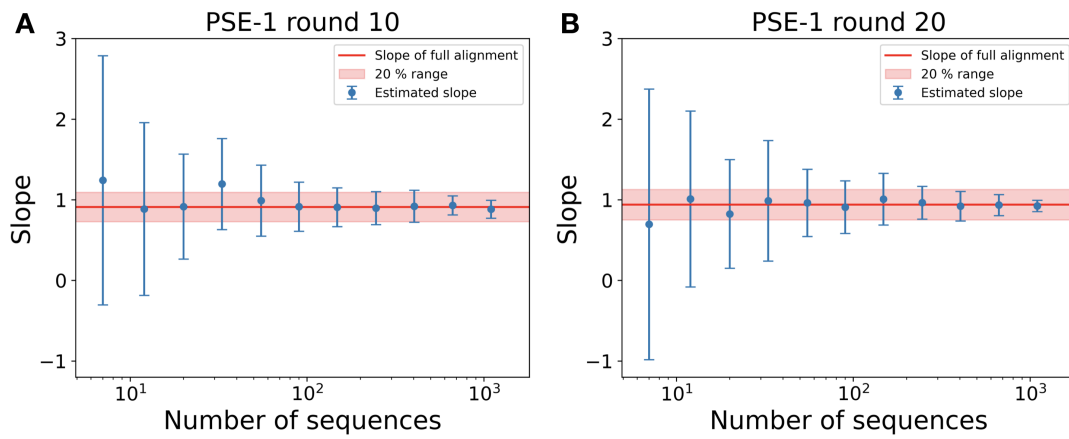 A
PSE-1 round 10
Slope of full alignment
20 % range
Estimated slope
3
2
1
0
−1
Slope
10¹
10²
10³
Number of sequences
B
PSE-1 round 20
Slope of full alignment
20 % range
Estimated slope
3
2
1
0
−1
Slope
10¹
10²
10³
Number of sequences